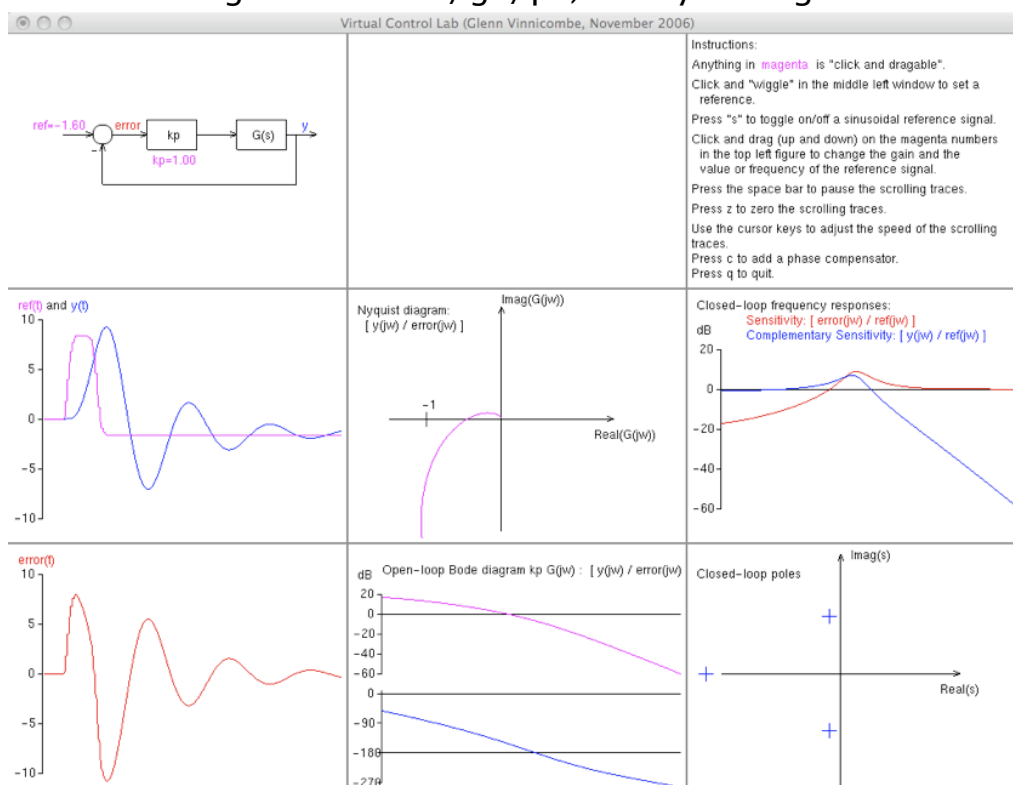 Virtual Control Lab (Glenn Vinnicombe, November 2006)
ref=-1.60
error
kp
G(s)
y
-
kp=1.00
Instructions:
Anything in magenta is "click and dragable".
Click and "wiggle" in the middle left window to set a
reference.
Press "s" to toggle on/off a sinusoidal reference signal.
Click and drag (up and down) on the magenta numbers
in the top left figure to change the gain and the
value or frequency of the reference signal.
Press the space bar to pause the scrolling traces.
Press z to zero the scrolling traces.
Use the cursor keys to adjust the speed of the scrolling
traces.
Press c to add a phase compensator.
Press q to quit.
ref(t) and y(t)
10
5
0
-5
-10
Nyquist diagram:
[ y(jw) / error(jw) ]
Imag(G(jw))
-1
Real(G(jw))
Closed-loop frequency responses:
Sensitivity: [ error(jw) / ref(jw) ]
Complementary Sensitivity: [ y(jw) / ref(jw) ]
dB
20
0
-20
-40
-60
error(t)
10
5
0
-5
-10
dB
Open-loop Bode diagram kp G(jw) : [ y(jw) / error(jw)
20
0
-20
-40
-60
0
-90
-180
-270
Closed-loop poles
Imag(s)
Real(s)